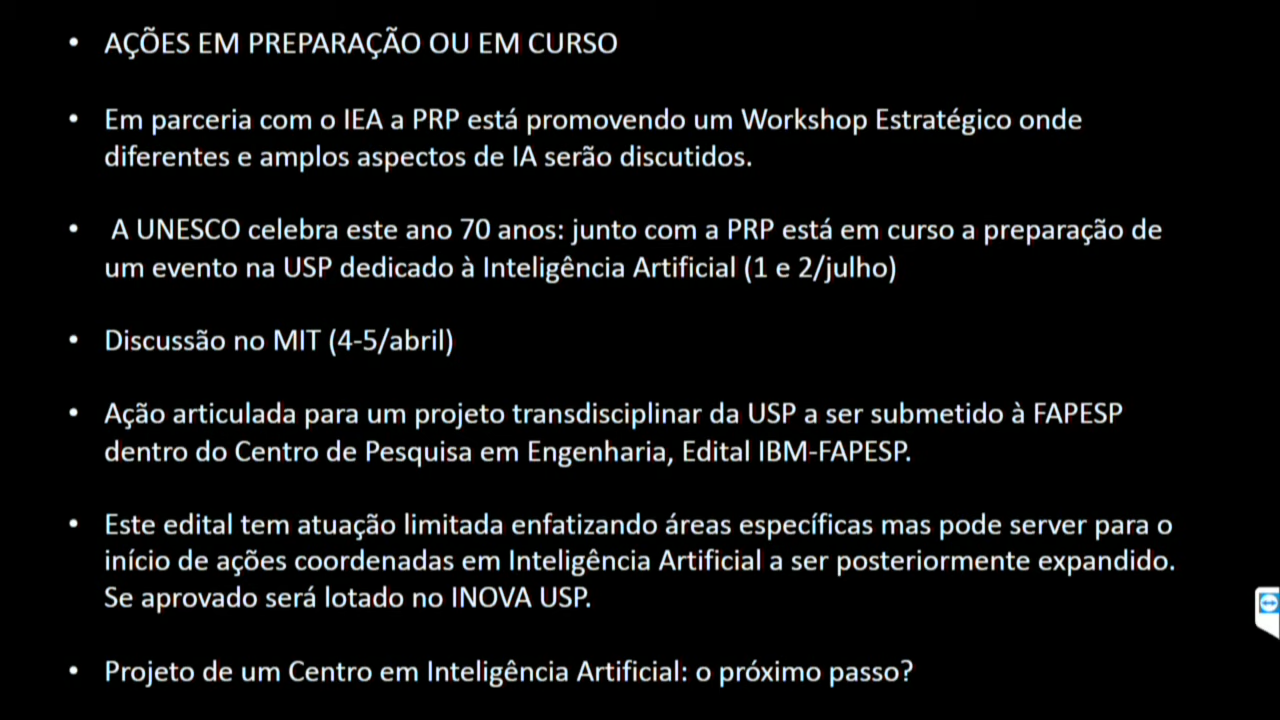 • AÇÕES EM PREPARAÇÃO OU EM CURSO
• Em parceria com o IEA a PRP está promovendo um Workshop Estratégico onde
diferentes e amplos aspectos de IA serão discutidos.
• A UNESCO celebra este ano 70 anos: junto com a PRP está em curso a preparação de
um evento na USP dedicado à Inteligência Artificial (1 e 2/julho)
• Discussão no MIT (4-5/abril)
• Ação articulada para um projeto transdisciplinar da USP a ser submetido à FAPESP
dentro do Centro de Pesquisa em Engenharia, Edital IBM-FAPESP.
• Este edital tem atuação limitada enfatizando áreas específicas mas pode server para o
início de ações coordenadas em Inteligência Artificial a ser posteriormente expandido.
Se aprovado será lotado no INOVA USP.
• Projeto de um Centro em Inteligência Artificial: o próximo passo?